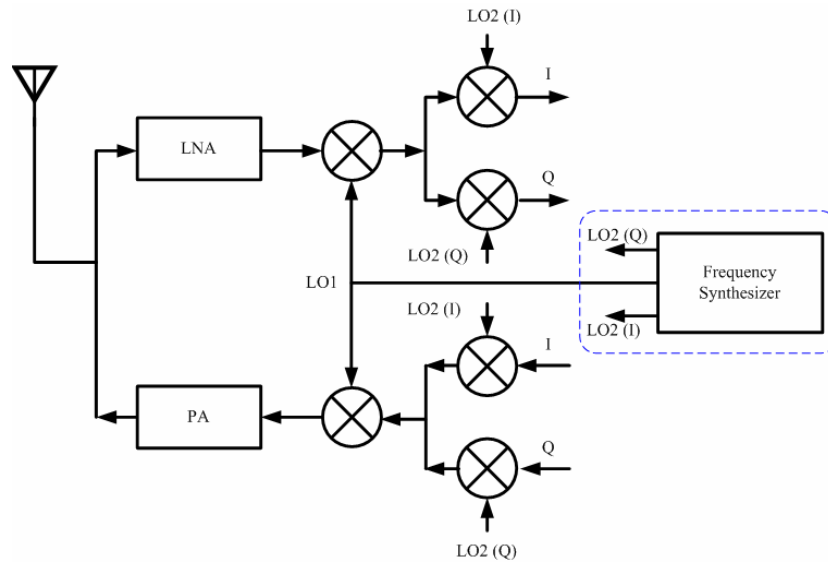 LO2 (I)
I
LNA
Q
LO2 (Q)
LO2 (Q)
Frequency
Synthesizer
LO1
LO2 (I)
LO2 (I)
I
PA
Q
LO2 (Q)